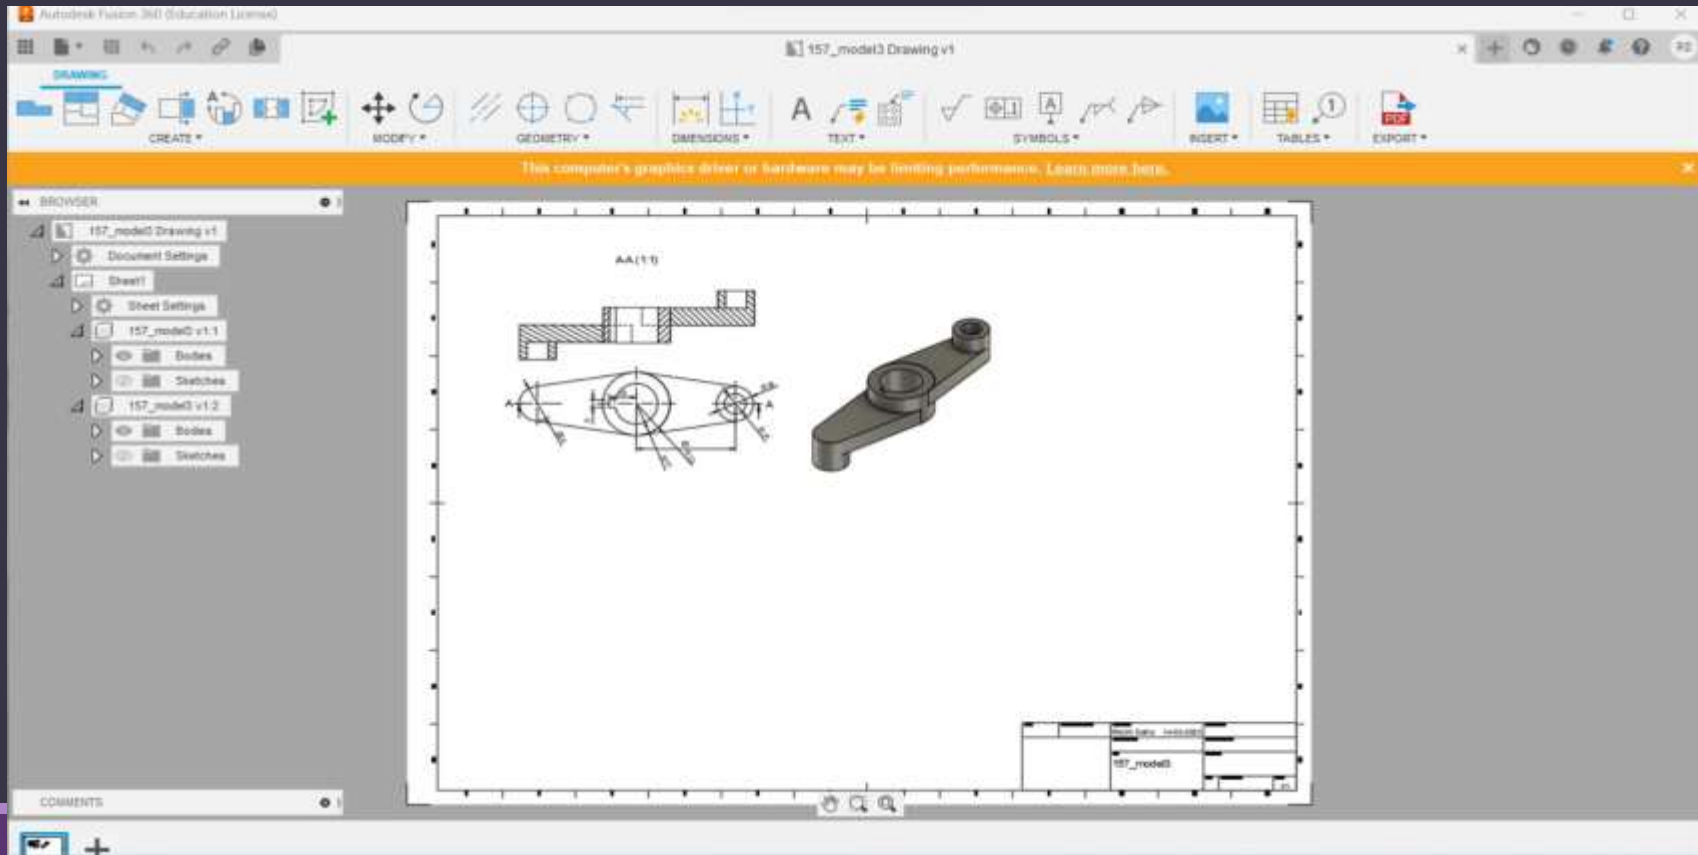 Autodesk Fusion 360 (Education License)
157_model3 Drawing v1
DRAWING
CREATE
MODIFY
GEOMETRY
DIMENSIONS
TEXT
SYMBOLS
INSERT
TABLES
EXPORT
This computer's graphics driver or hardware may be limiting performance. Learn more here.
BROWSER
157_model3 Drawing v1
Document Settings
Sheet1
Sheet Settings
157_model3 v1:1
Bodies
Sketches
157_model3 v1:2
Bodies
Sketches
A-A (1:1)
A
A
157_model3
COMMENTS